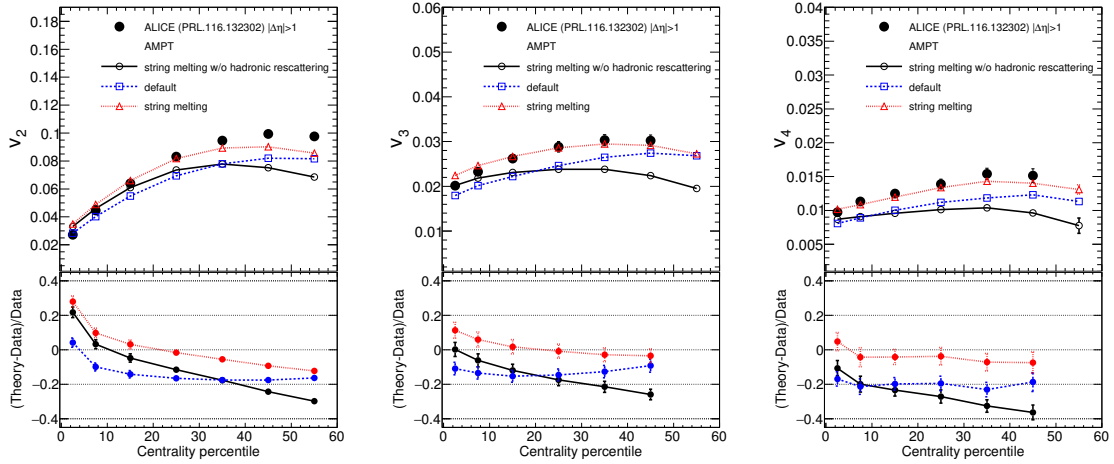 0.18
0.16
0.14
0.12
0.1
0.08
0.06
0.04
0.02
V2
ALICE (PRL.116.132302) |Δη|>1
AMPT
string melting w/o hadronic rescattering
default
string melting
0.4
0.2
0
−0.2
−0.4
(Theory-Data)/Data
0 10 20 30 40 50 60
Centrality percentile
0.06
0.05
0.04
0.03
0.02
0.01
V3
ALICE (PRL.116.132302) |Δη|>1
AMPT
string melting w/o hadronic rescattering
default
string melting
0.4
0.2
0
−0.2
−0.4
(Theory-Data)/Data
0 10 20 30 40 50 60
Centrality percentile
0.040
0.035
0.030
0.025
0.020
0.015
0.010
0.005
V4
ALICE (PRL.116.132302) |Δη|>1
AMPT
string melting w/o hadronic rescattering
default
string melting
0.4
0.2
0
−0.2
−0.4
(Theory-Data)/Data
0 10 20 30 40 50 60
Centrality percentile